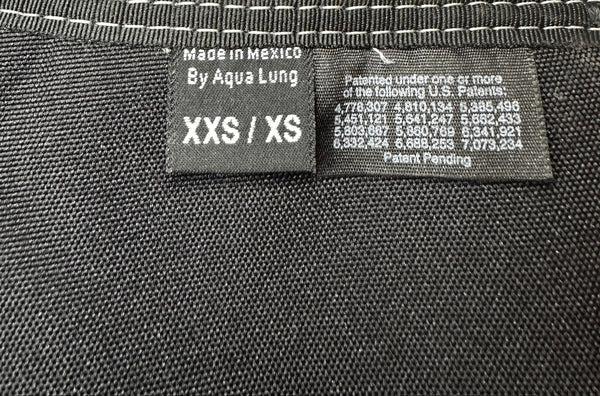 Made in Mexico
By Aqua Lung
XXS / XS
Patented under one or more
of the following U.S. Patents:
4,778,307 4,810,134 5,385,496
5,451,121 5,641,247 5,682,433
5,803,667 5,860,769 6,341,921
6,332,424 6,688,253 7,073,234
Patent Pending